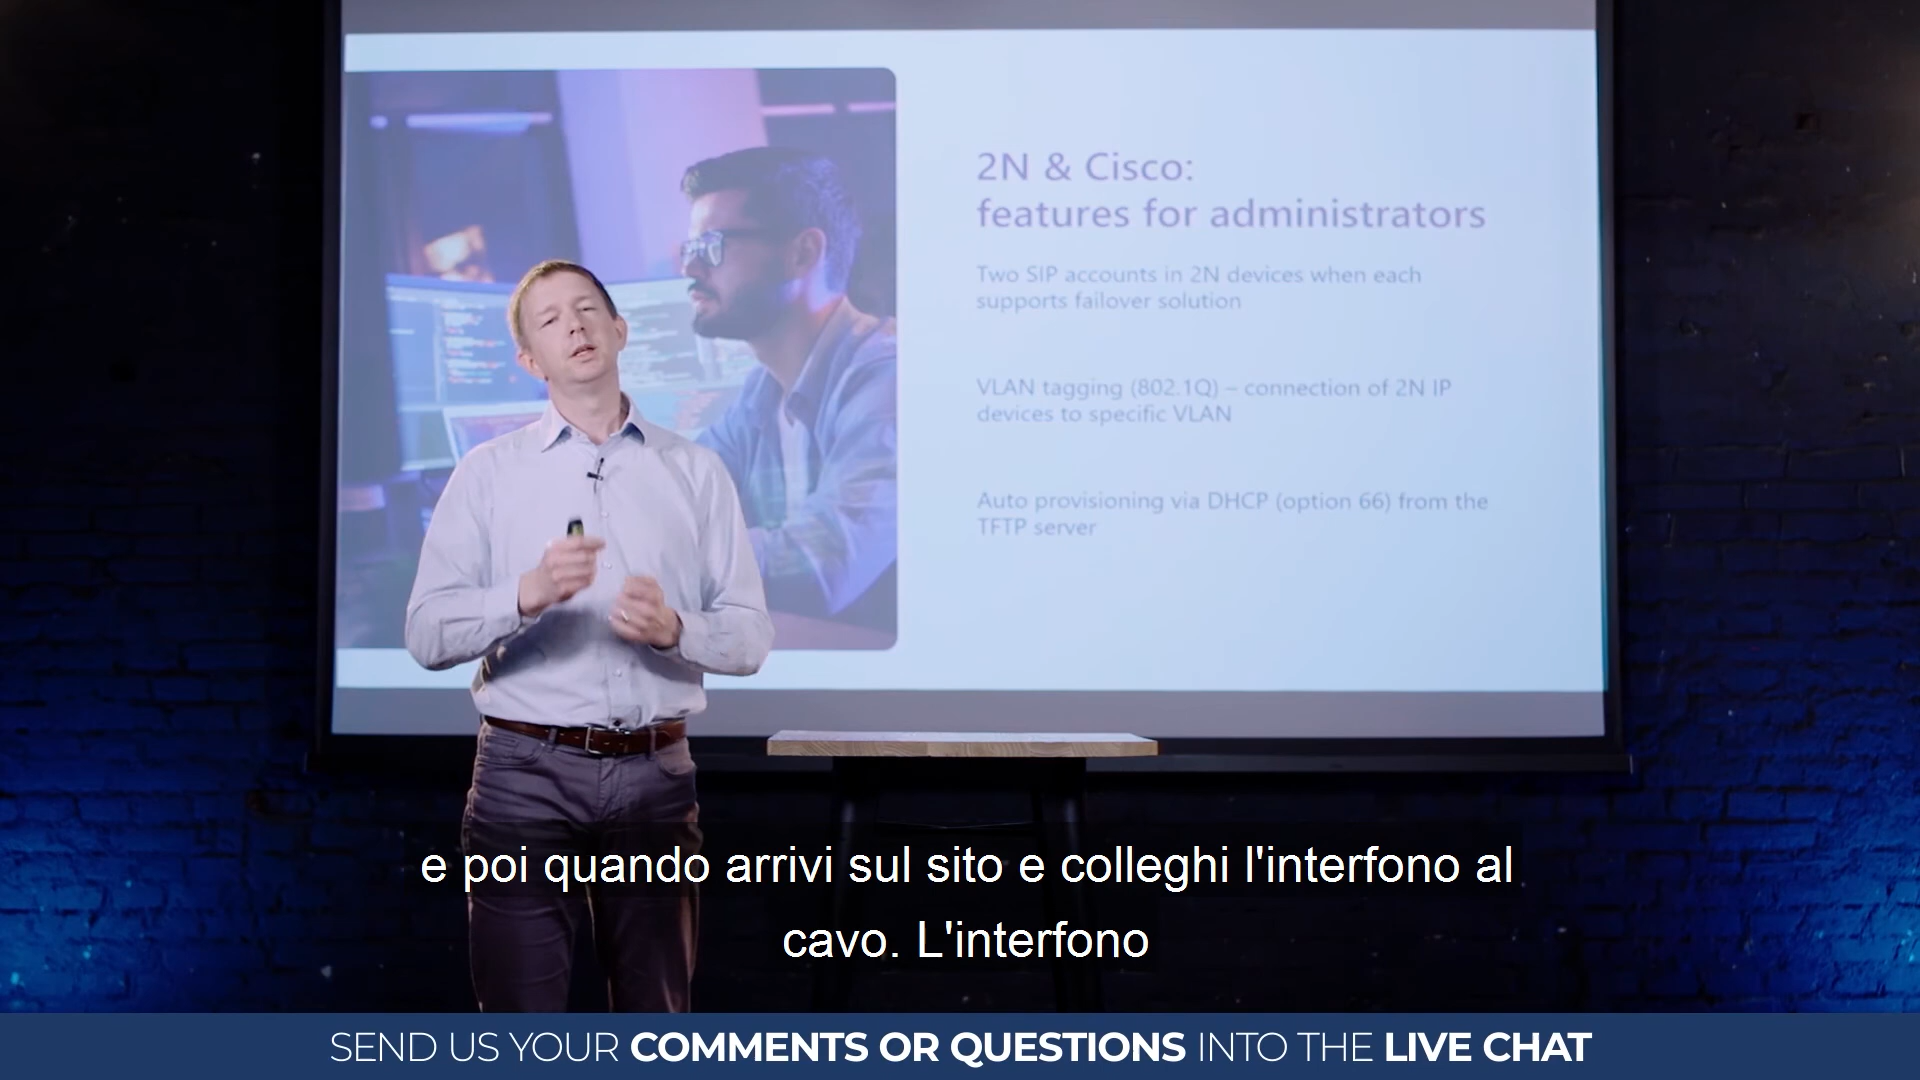 2N & Cisco:
features for administrators
Two SIP accounts in 2N devices when each
supports failover solution
VLAN tagging (802.1Q) – connection of 2N IP
devices to specific VLAN
Auto provisioning via DHCP (option 66) from the
TFTP server
e poi quando arrivi sul sito e colleghi l'interfono al
cavo. L'interfono
SEND US YOUR COMMENTS OR QUESTIONS INTO THE LIVE CHAT